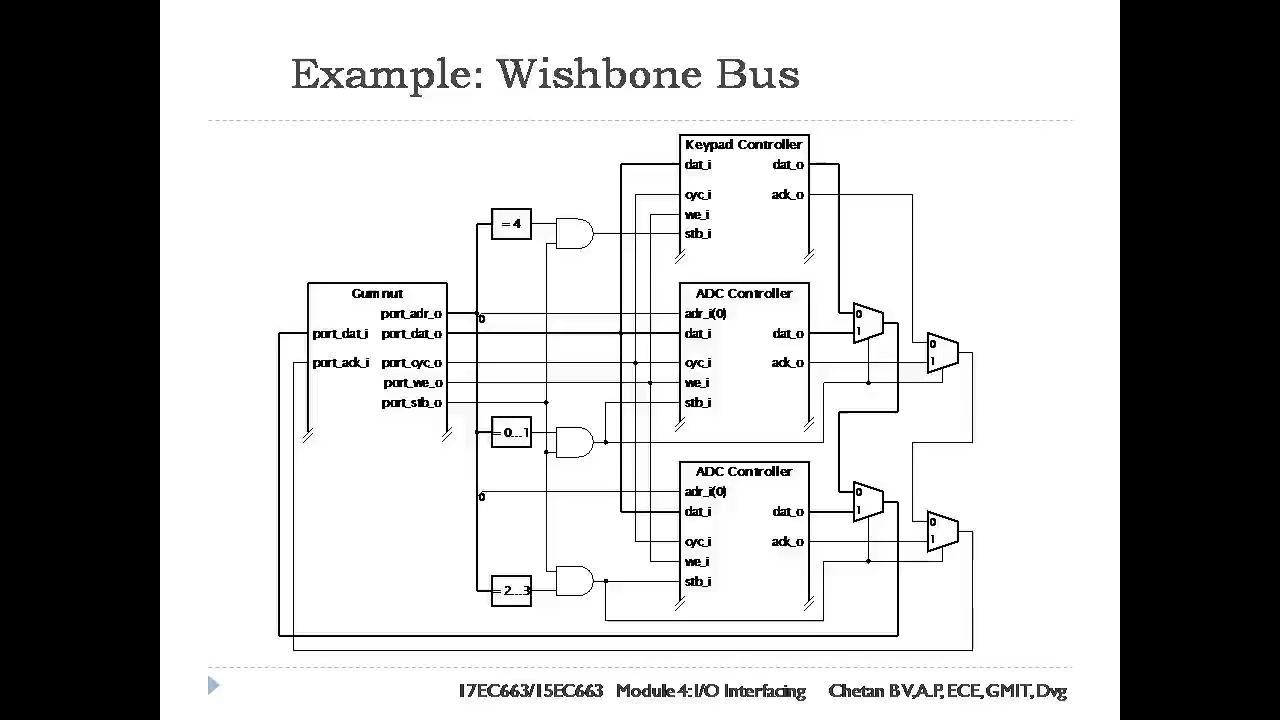 Example: Wishbone Bus
Keypad Controller
dat_i dat_o
cyc_i ack_o
we_i
stb_i
= 4
Gumnut
port_adr_o
port_dat_i port_dat_o
port_ack_i port_cyc_o
port_we_o
port_stb_o
0
= 0…1
0
= 2…3
ADC Controller
adr_i(0)
dat_i dat_o
cyc_i ack_o
we_i
stb_i
0
1
0
1
ADC Controller
adr_i(0)
dat_i dat_o
cyc_i ack_o
we_i
stb_i
0
1
0
1
17EC663/15EC663 Module 4:I/O Interfacing Chetan BV,A.P, ECE, GMIT, Dvg